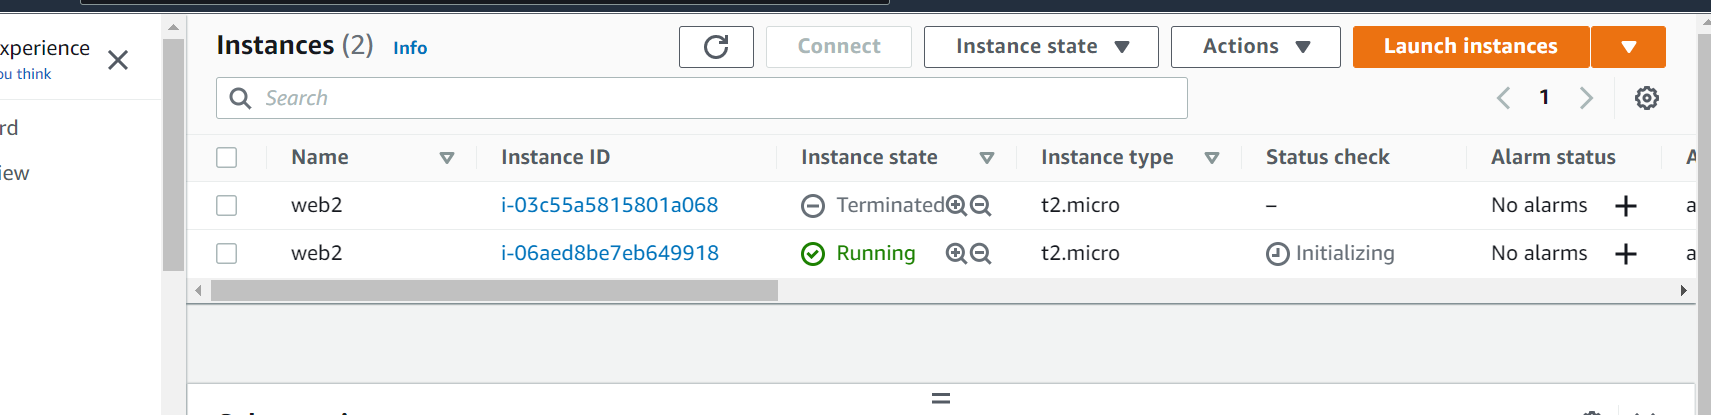 xperience
ou think
rd
iew
Instances (2) Info
Connect
Instance state
Actions
Launch instances
Search
1
Name Instance ID Instance state Instance type Status check Alarm status A
web2 i-03c55a5815801a068 Terminated t2.micro – No alarms + a
web2 i-06aed8be7eb649918 Running t2.micro Initializing No alarms + a